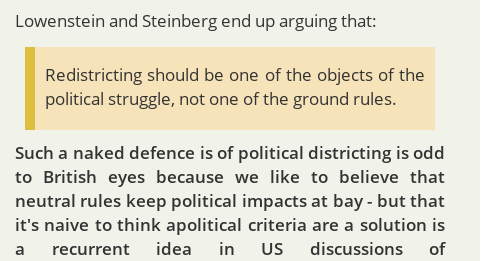 Lowenstein and Steinberg end up arguing that:
Redistricting should be one of the objects of the
political struggle, not one of the ground rules.
Such a naked defence is of political districting is odd
to British eyes because we like to believe that
neutral rules keep political impacts at bay - but that
it's naive to think apolitical criteria are a solution is
a recurrent idea in US discussions of